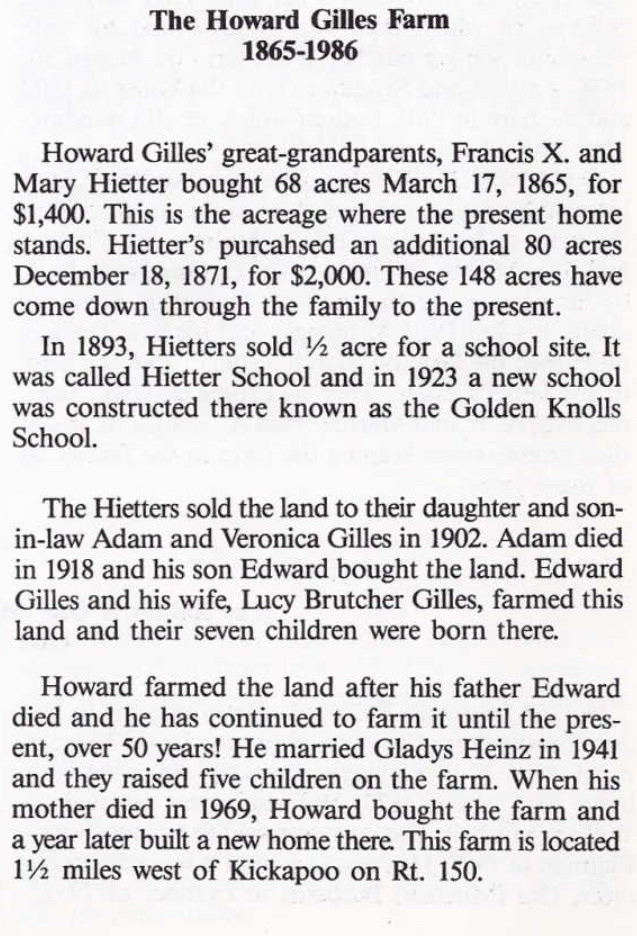 The Howard Gilles Farm
1865-1986
Howard Gilles' great-grandparents, Francis X. and
Mary Hietter bought 68 acres March 17, 1865, for
$1,400. This is the acreage where the present home
stands. Hietter's purcahsed an additional 80 acres
December 18, 1871, for $2,000. These 148 acres have
come down through the family to the present.
In 1893, Hietters sold ½ acre for a school site. It
was called Hietter School and in 1923 a new school
was constructed there known as the Golden Knolls
School.
The Hietters sold the land to their daughter and son-
in-law Adam and Veronica Gilles in 1902. Adam died
in 1918 and his son Edward bought the land. Edward
Gilles and his wife, Lucy Brutcher Gilles, farmed this
land and their seven children were born there.
Howard farmed the land after his father Edward
died and he has continued to farm it until the pres-
ent, over 50 years! He married Gladys Heinz in 1941
and they raised five children on the farm. When his
mother died in 1969, Howard bought the farm and
a year later built a new home there. This farm is located
1½ miles west of Kickapoo on Rt. 150.